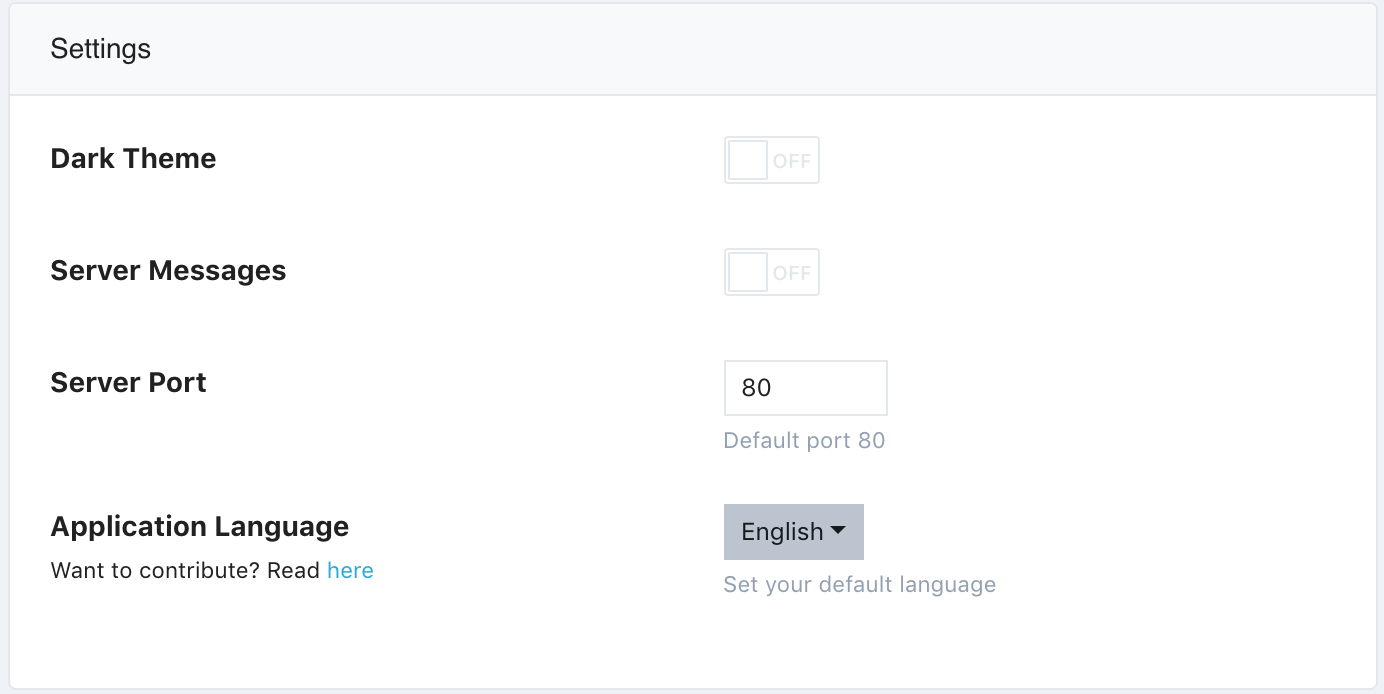 Settings
Dark Theme
OFF
Server Messages
OFF
Server Port
80
Default port 80
Application Language
English
Want to contribute? Read here
Set your default language